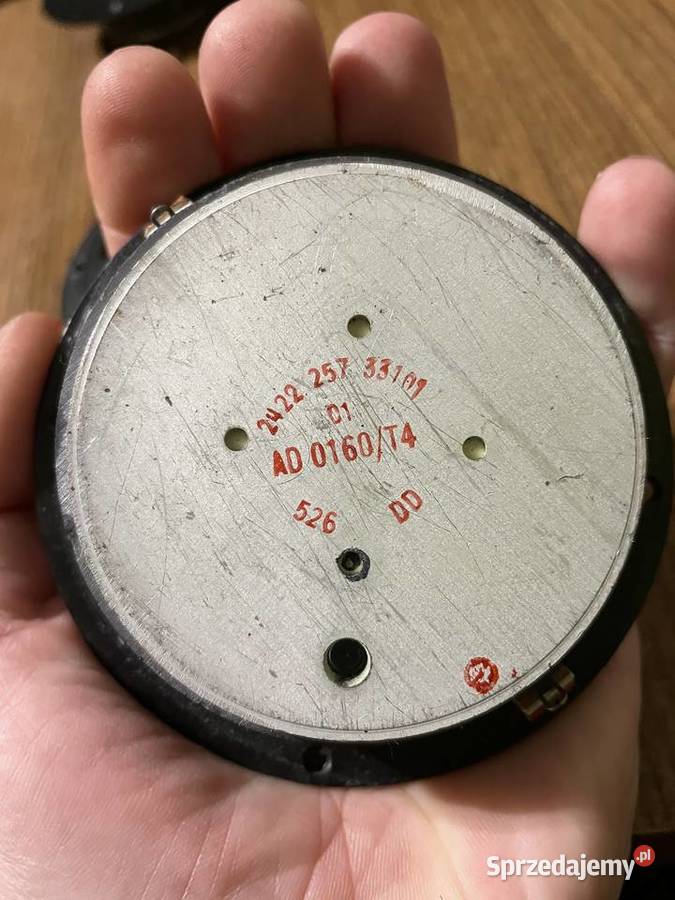 2422 257 33101
01
AD 0160/T4
526 DD
Sprzedajemy.pl